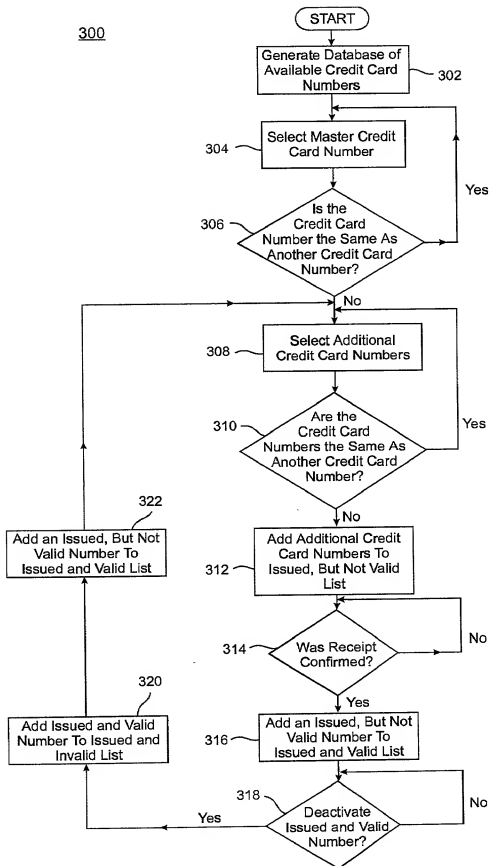 300
START
Generate Database of
Available Credit Card
Numbers
302
Select Master Credit
Card Number
304
Yes
Is the
Credit Card
Number the Same As
Another Credit Card
Number?
306
No
Select Additional
Credit Card Numbers
308
Are the
Credit Card
Numbers the Same As
Another Credit Card
Number?
310
Yes
No
322
Add an Issued, But Not
Valid Number To
Issued and Valid List
Add Additional Credit
Card Numbers To
Issued, But Not Valid
List
312
Was Receipt
Confirmed?
314
No
Yes
320
Add Issued and Valid
Number To Issued and
Invalid List
Add an Issued, But Not
Valid Number To
Issued and Valid List
316
318
Deactivate
Issued and Valid
Number?
Yes
No